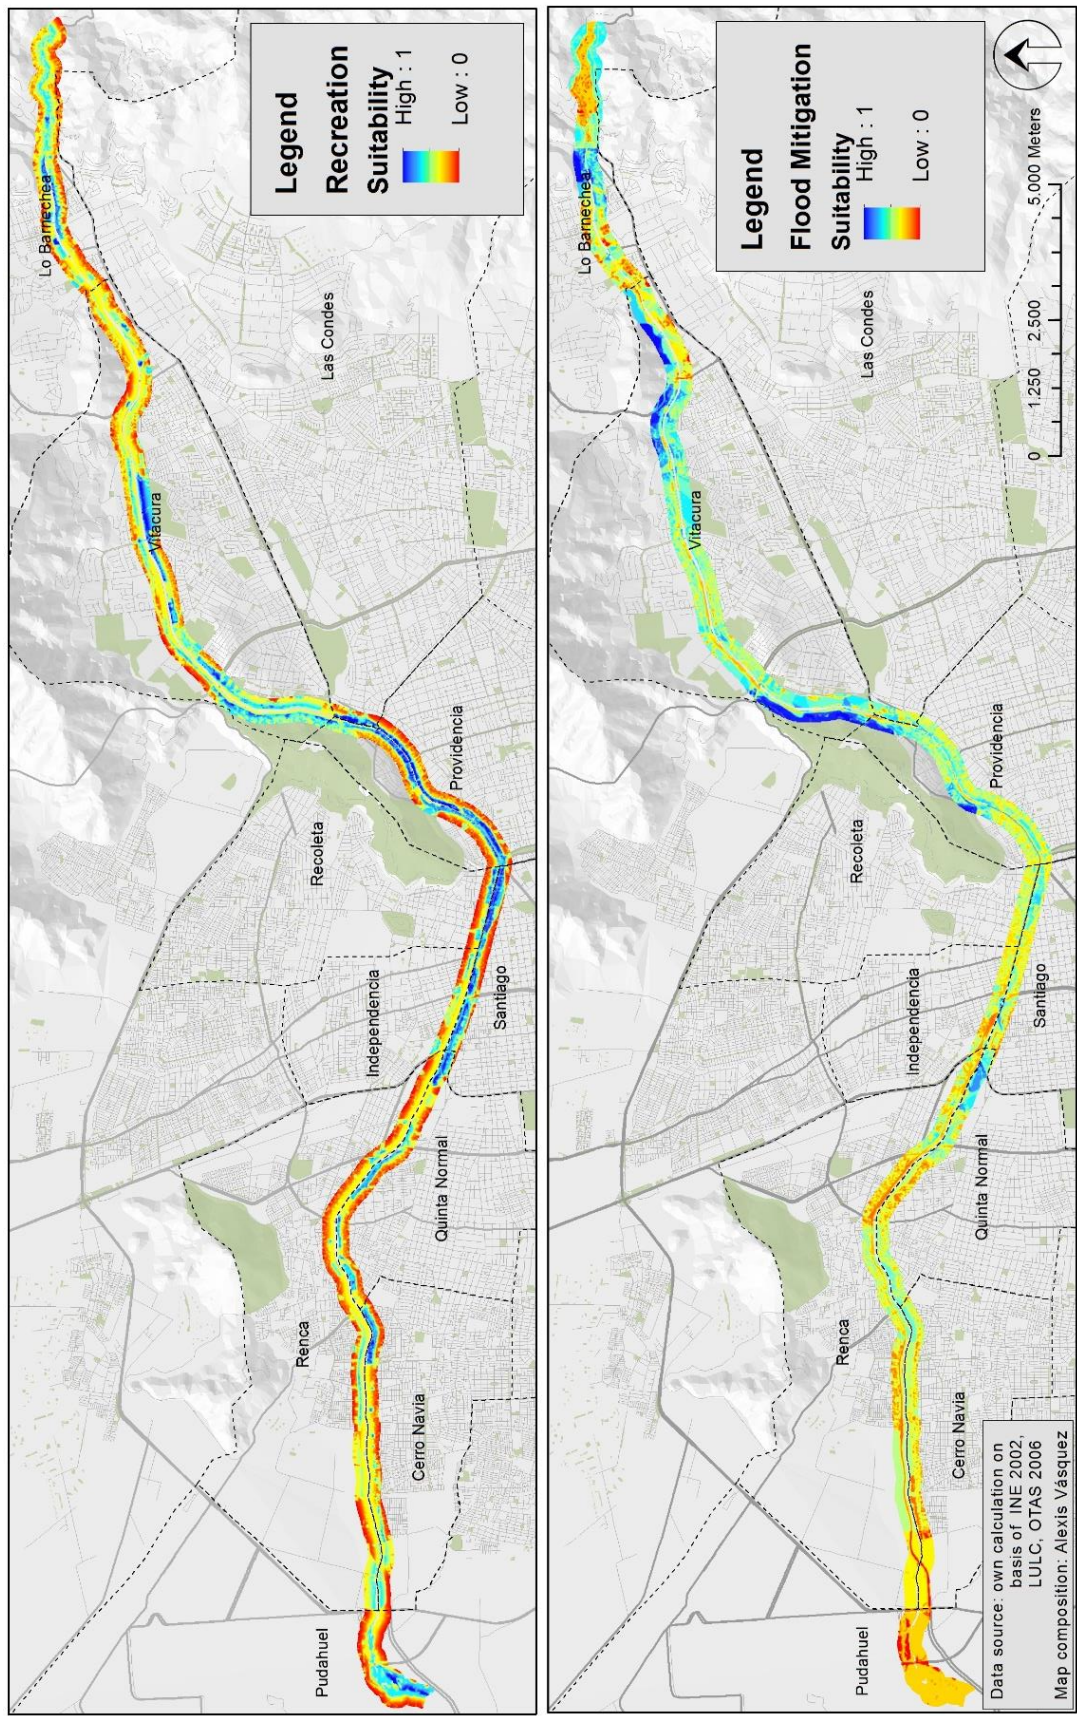 Legend
Recreation
Suitability
High : 1
Low : 0
Lo Barnechea
Las Condes
Vitacura
Providencia
Recoleta
Independencia
Santiago
Quinta Normal
Renca
Cerro Navia
Pudahuel
Legend
Flood Mitigation
Suitability
High : 1
Low : 0
Lo Barnechea
Las Condes
Vitacura
Providencia
Recoleta
Independencia
Santiago
Quinta Normal
Renca
Cerro Navia
Pudahuel
0 1.250 2.500 5.000 Meters
Data source: own calculation on
basis of INE 2002,
LULC, OTAS 2006
Map composition: Alexis Vásquez